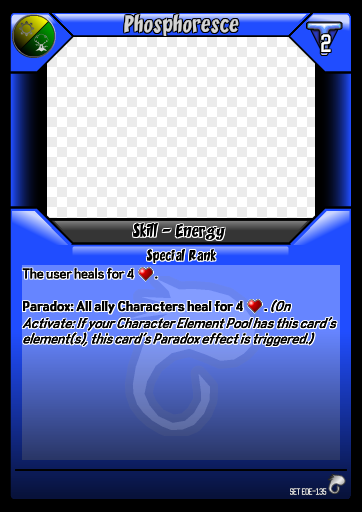 Phosphoresce
2
Skill - Energy
Special Rank
The user heals for 4 ❤.
Paradox: All ally Characters heal for 4 ❤. (On
Activate: If your Character Element Pool has this card's
element(s), this card's Paradox effect is triggered.)
SET EOE-135